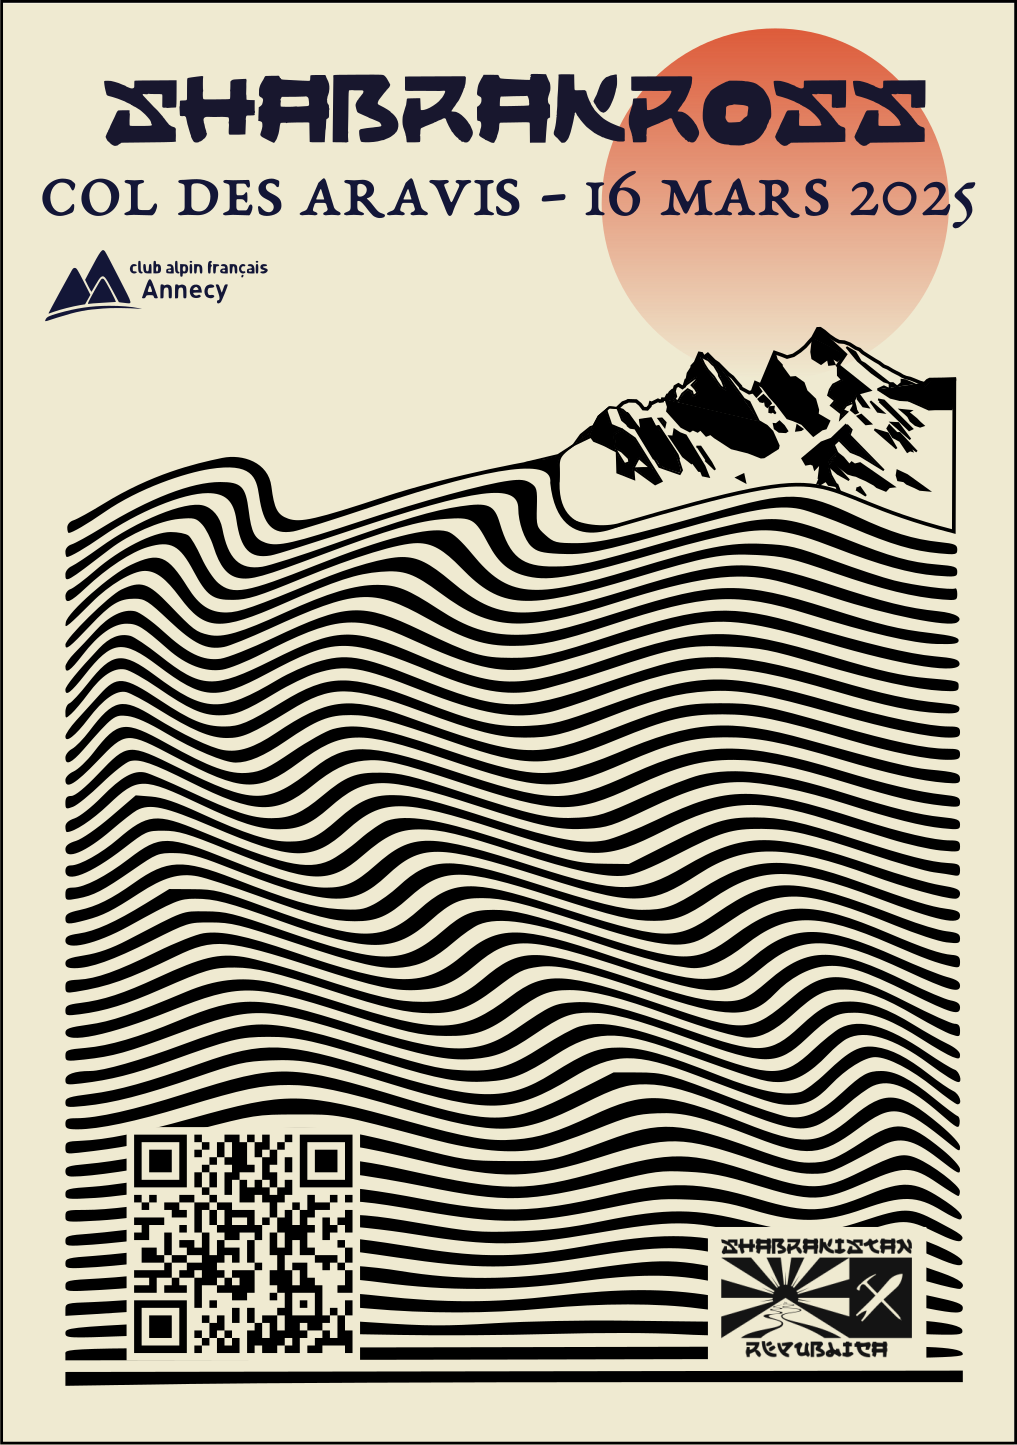 SHABRAKROSS
COL DES ARAVIS - 16 MARS 2025
club alpin français
Annecy
SHABRAKISTAN
REPUBLICA